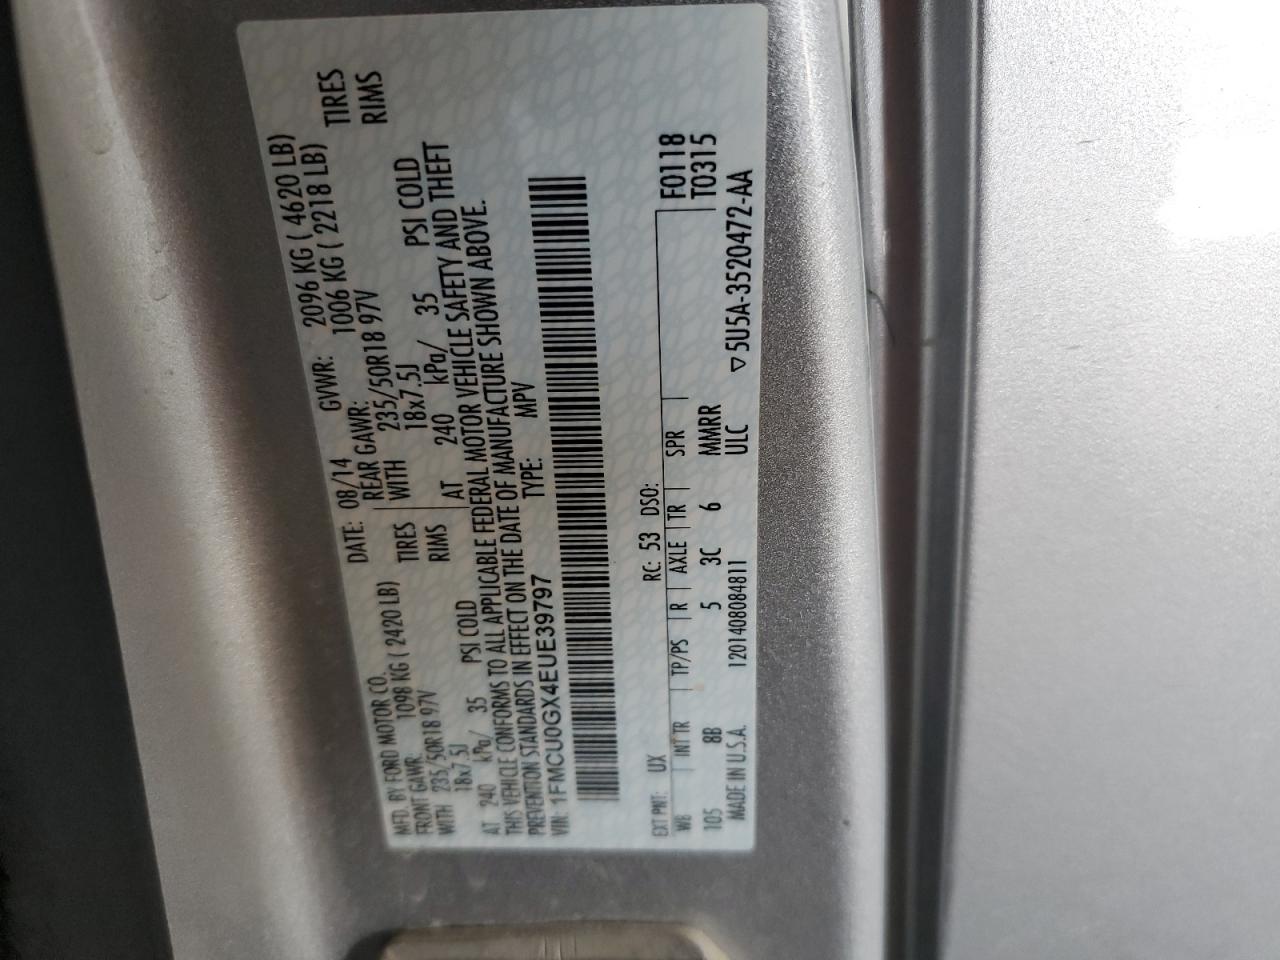 MFD. BY FORD MOTOR CO. DATE: 08/14 GVWR: 2096 KG ( 4620 LB)
FRONT GAWR: 1098 KG ( 2420 LB) REAR GAWR: 1006 KG ( 2218 LB)
WITH 235/50R18 97V TIRES WITH 235/50R18 97V TIRES
18x7.5J RIMS 18x7.5J RIMS
AT 240 kPa/ 35 PSI COLD AT 240 kPa/ 35 PSI COLD
THIS VEHICLE CONFORMS TO ALL APPLICABLE FEDERAL MOTOR VEHICLE SAFETY AND THEFT
PREVENTION STANDARDS IN EFFECT ON THE DATE OF MANUFACTURE SHOWN ABOVE.
VIN: 1FMCU0GX4EUE39797 TYPE: MPV
EXT PNT: UX RC: 53 DSO: F0118
WB | INT TR | TP/PS | R | AXLE | TR | SPR | T0315
105 8B 5 3C 6 MMRR
MADE IN U.S.A. 120140808484811 ULC ▽5U5A-3520472-AA